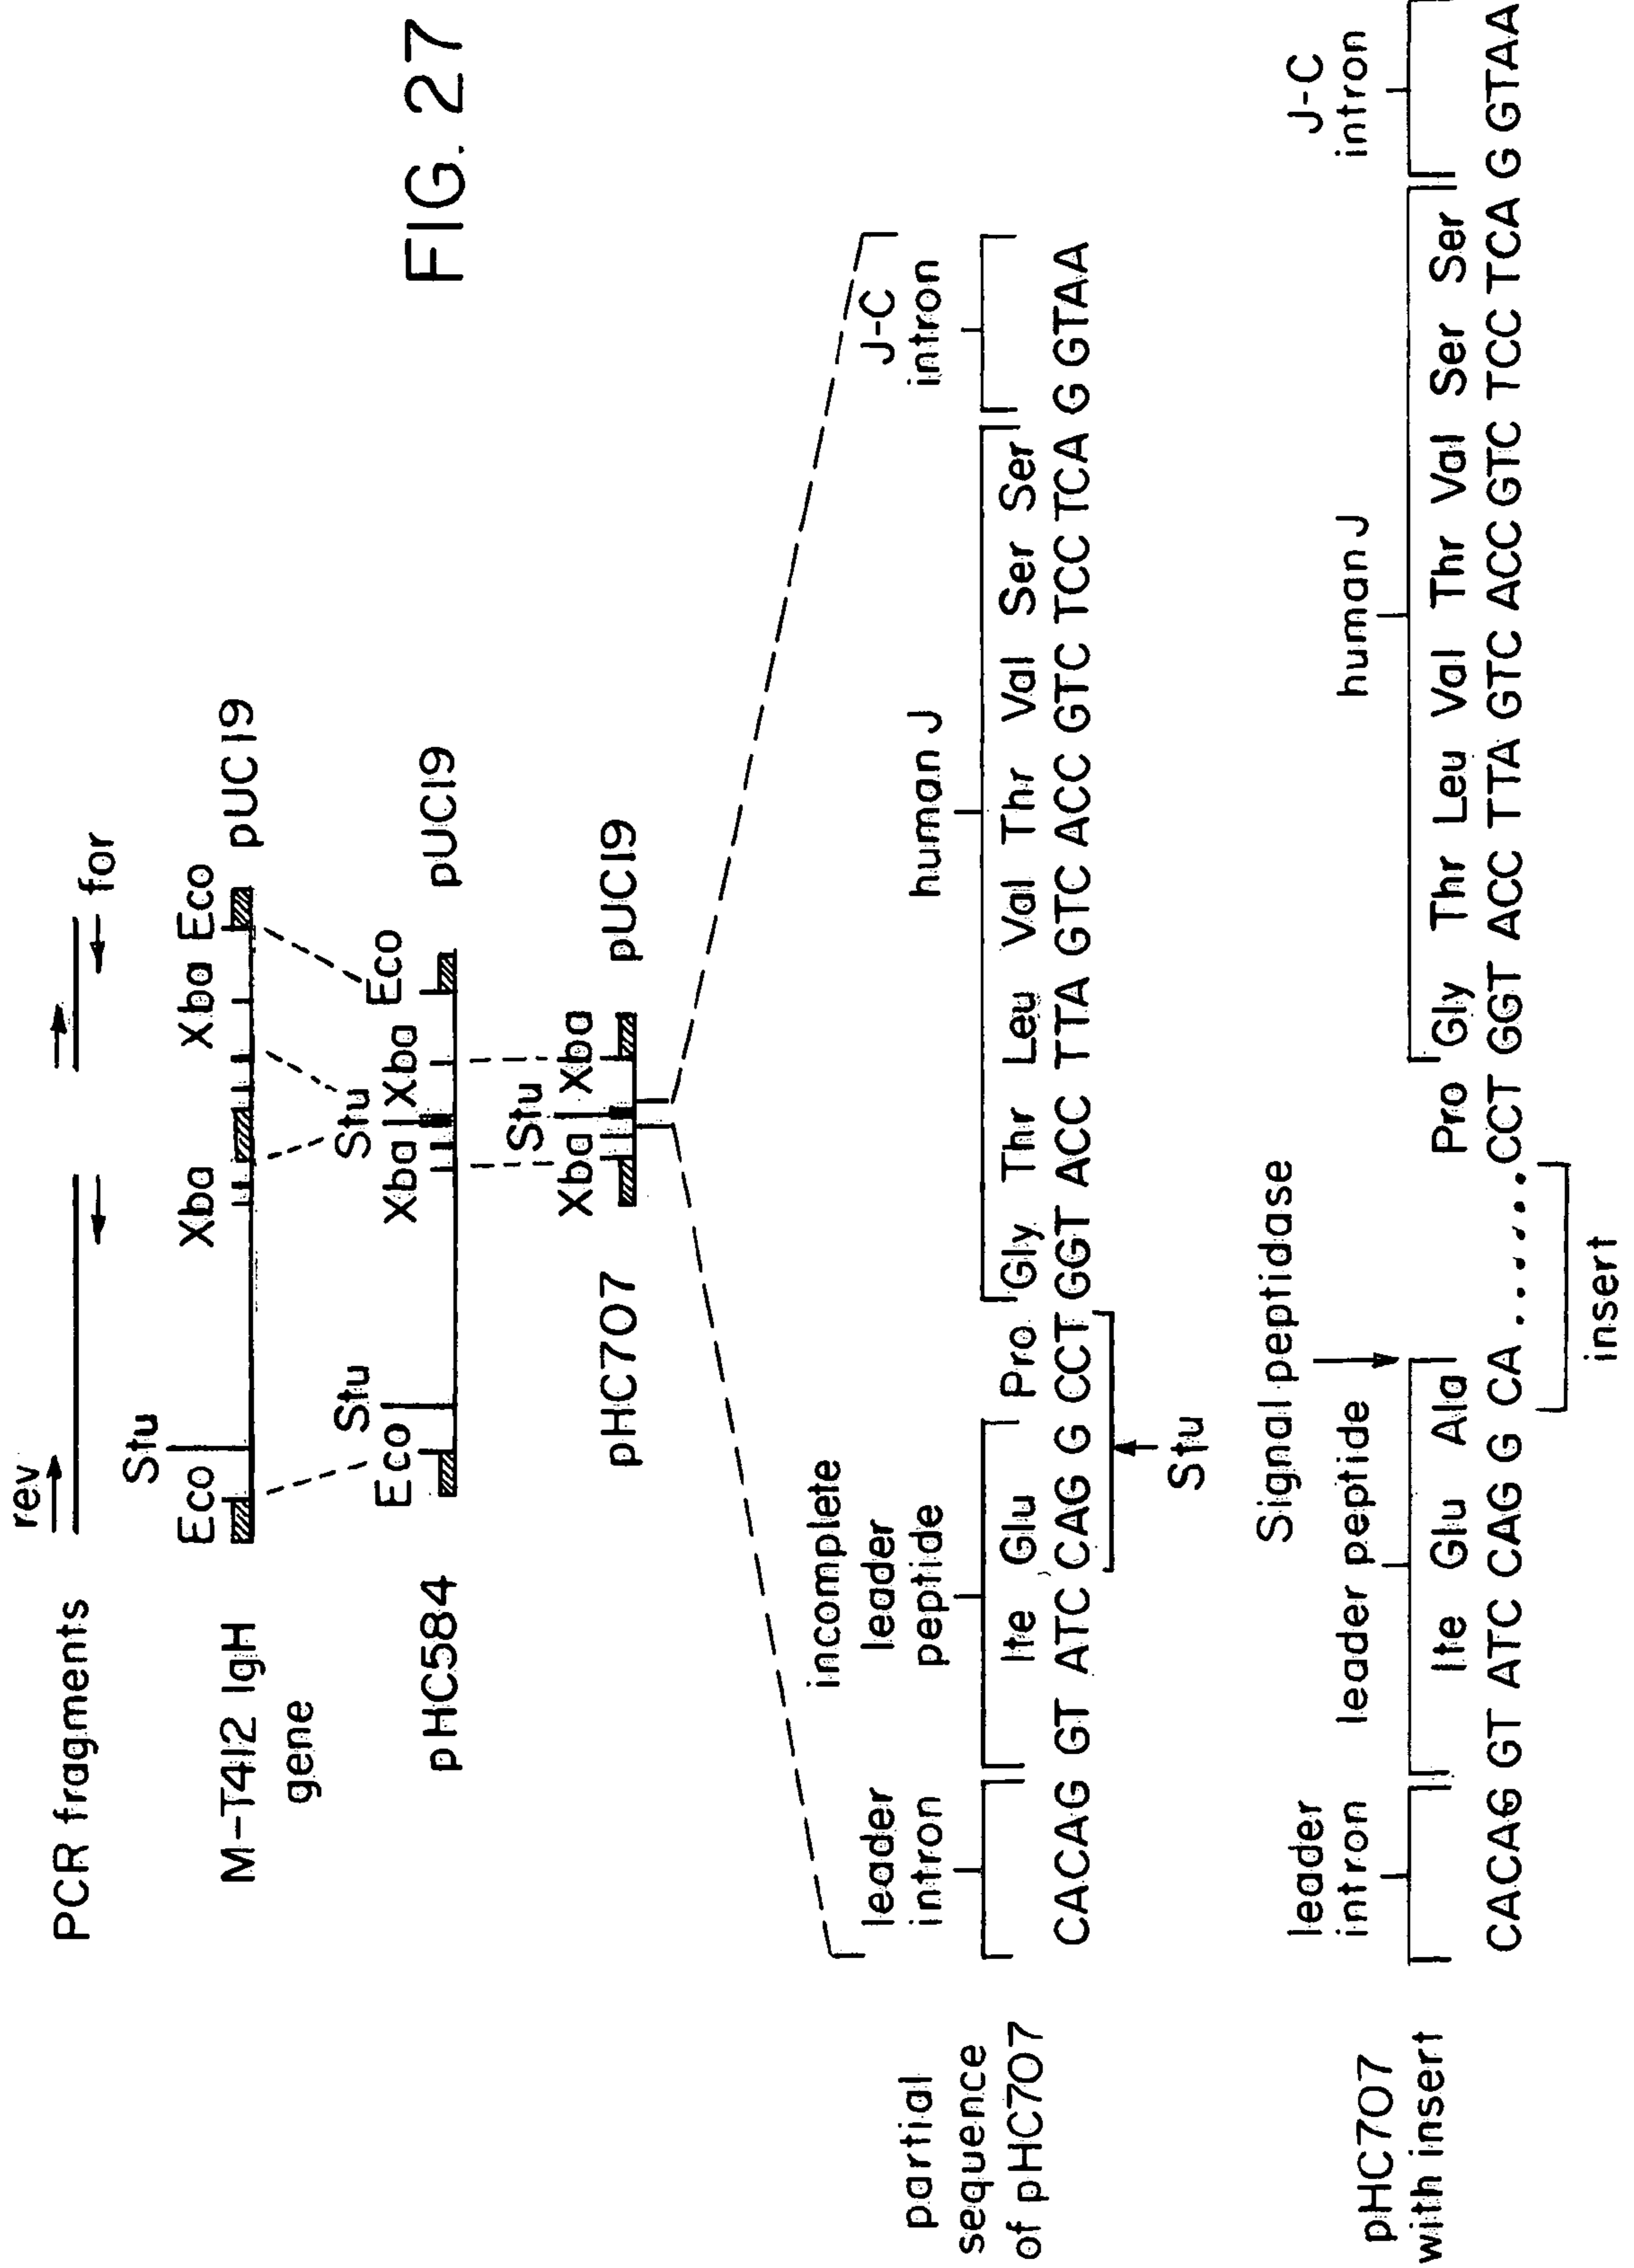 FIG. 27
PCR fragments
rev
for
M-T412 IgH
gene
Eco
Stu
Xba
Xba
Eco
pUC19
pHC584
Eco
Stu
Xba
Stu
Xba
Eco
pUC19
pHC707
Xba
Stu
Xba
pUC19
partial
sequence
of pHC707
leader
intron
incomplete
leader
peptide
human J
J-C
intron
Ite Glu Pro Gly Thr Leu Val Thr Val Ser Ser
CACAG GT ATC CAG G CCT GGT ACC TTA GTC ACC GTC TCC TCA G GTAA
Stu
pHC707
with insert
leader
intron
leader peptide
Signal peptidase
human J
J-C
intron
Ite Glu Ala Pro Gly Thr Leu Val Thr Val Ser Ser
CACAG GT ATC CAG G CA ...... CCT GGT ACC TTA GTC ACC GTC TCC TCA G GTAA
insert